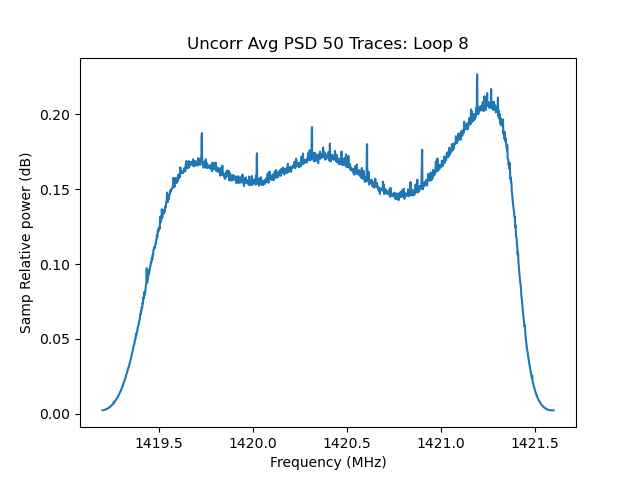 Uncorr Avg PSD 50 Traces: Loop 8
Samp Relative power (dB)
0.20
0.15
0.10
0.05
0.00
1419.5 1420.0 1420.5 1421.0 1421.5
Frequency (MHz)